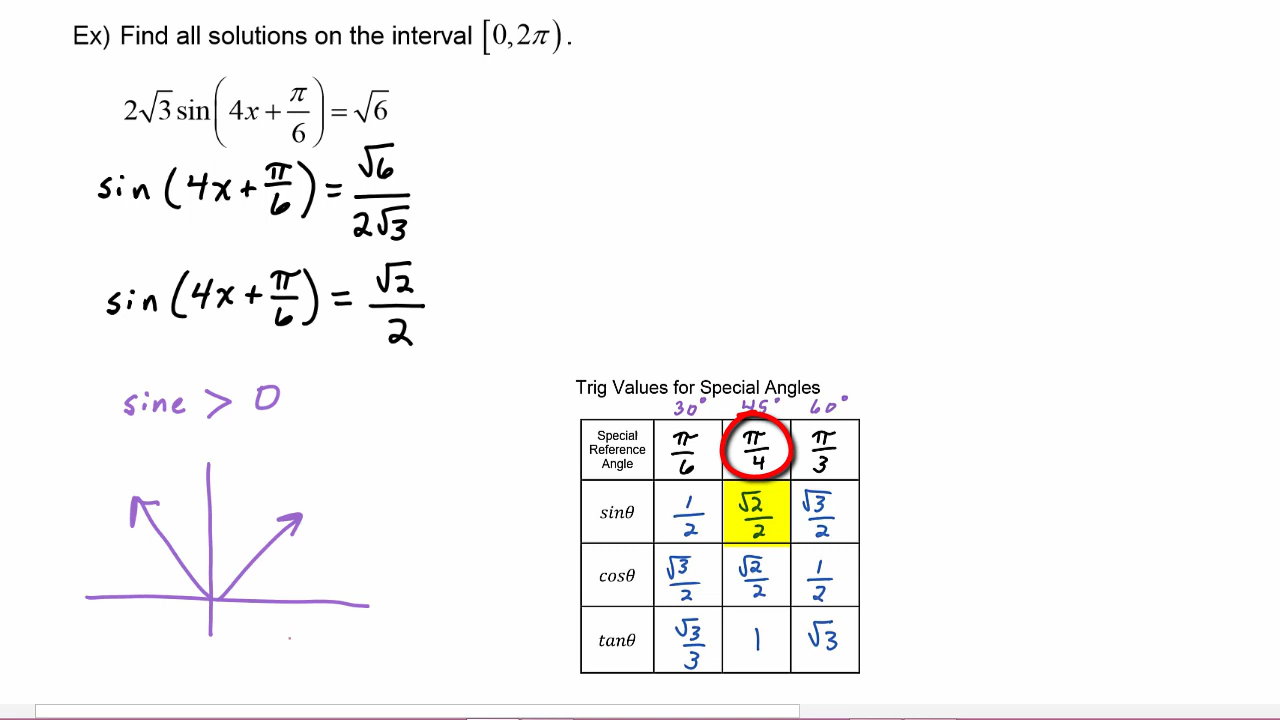 Ex) Find all solutions on the interval [0, 2π).
2√3 sin(4x + π/6) = √6
sin (4x + π/6) = √6/2√3
sin (4x + π/6) = √2/2
sine > 0
Trig Values for Special Angles
30° 45° 60°
Special Reference Angle π/6 π/4 π/3
sinθ 1/2 √2/2 √3/2
cosθ √3/2 √2/2 1/2
tanθ √3/3 1 √3